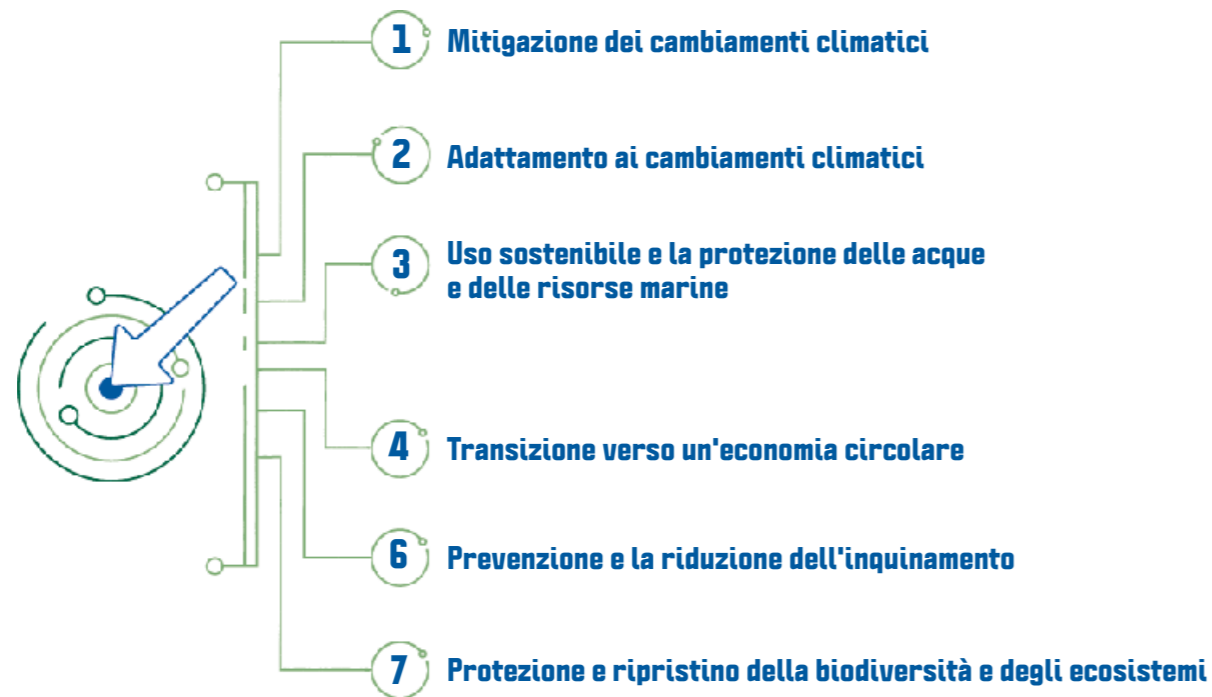 1 Mitigazione dei cambiamenti climatici
2 Adattamento ai cambiamenti climatici
3 Uso sostenibile e la protezione delle acque
e delle risorse marine
4 Transizione verso un'economia circolare
6 Prevenzione e la riduzione dell'inquinamento
7 Protezione e ripristino della biodiversità e degli ecosistemi